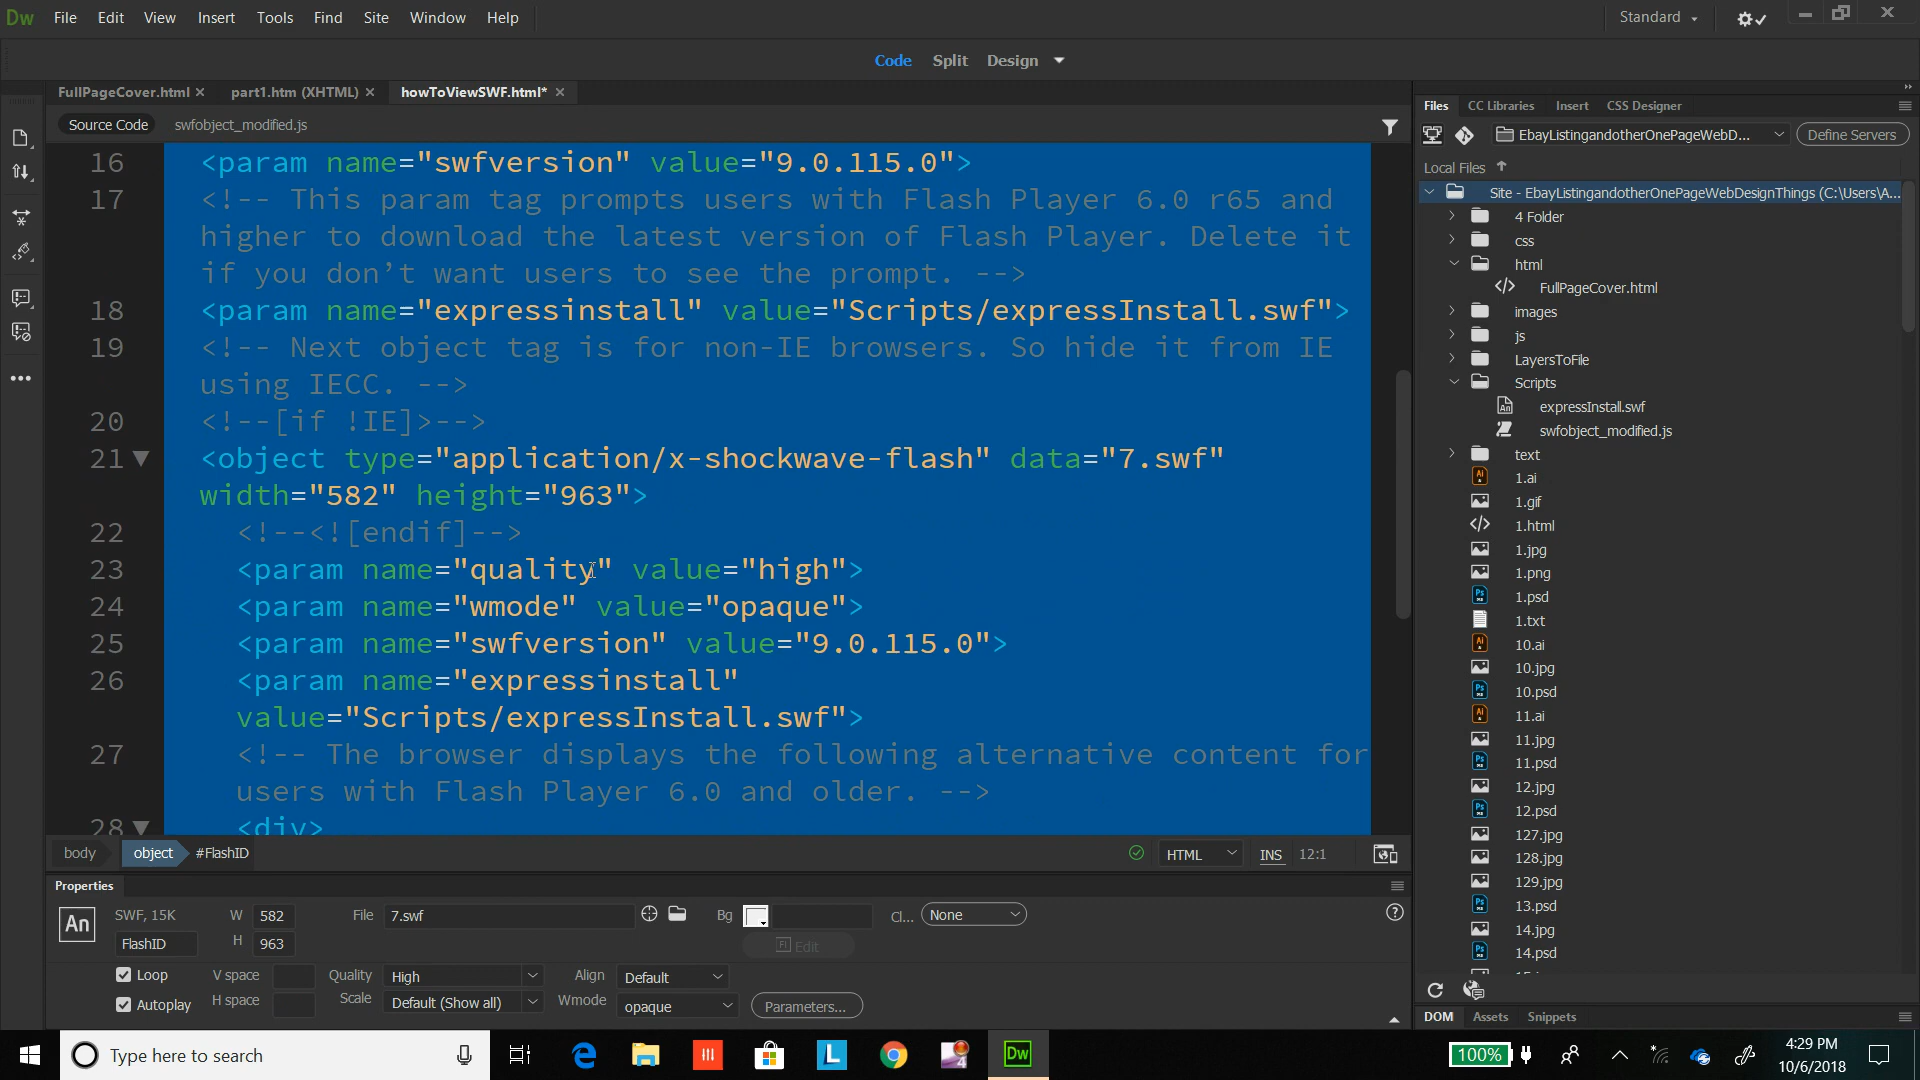 Dw File Edit View Insert Tools Find Site Window Help Standard
Code Split Design
FullPageCover.html part1.htm (XHTML) howToViewSWF.html*
Source Code swfobject_modified.js
16 <param name="swfversion" value="9.0.115.0">
17 <!-- This param tag prompts users with Flash Player 6.0 r65 and
higher to download the latest version of Flash Player. Delete it
if you don’t want users to see the prompt. -->
18 <param name="expressinstall" value="Scripts/expressInstall.swf">
19 <!-- Next object tag is for non-IE browsers. So hide it from IE
using IECC. -->
20 <!--[if !IE]>-->
21 <object type="application/x-shockwave-flash" data="7.swf"
width="582" height="963">
22 <!--<![endif]-->
23 <param name="quality" value="high">
24 <param name="wmode" value="opaque">
25 <param name="swfversion" value="9.0.115.0">
26 <param name="expressinstall"
value="Scripts/expressInstall.swf">
27 <!-- The browser displays the following alternative content for
users with Flash Player 6.0 and older. -->
28 <div>
body object #FlashID HTML INS 12:1
Properties
An SWF, 15K W 582 File 7.swf Bg Cl... None
FlashID H 963 Edit
Loop V space Quality High Align Default
Autoplay H space Scale Default (Show all) Wmode opaque Parameters...
Files CC Libraries Insert CSS Designer
EbayListingandotherOnePageWebD... Define Servers
Local Files
Site - EbayListingandotherOnePageWebDesignThings (C:\Users\A...
4 Folder
css
html
FullPageCover.html
images
js
LayersToFile
Scripts
expressInstall.swf
swfobject_modified.js
text
1.ai
1.gif
1.html
1.jpg
1.png
1.psd
1.txt
10.ai
10.jpg
10.psd
11.ai
11.jpg
11.psd
12.jpg
12.psd
127.jpg
128.jpg
129.jpg
13.psd
14.jpg
14.psd
DOM Assets Snippets
Type here to search
L
4
Dw
100%
4:29 PM
10/6/2018